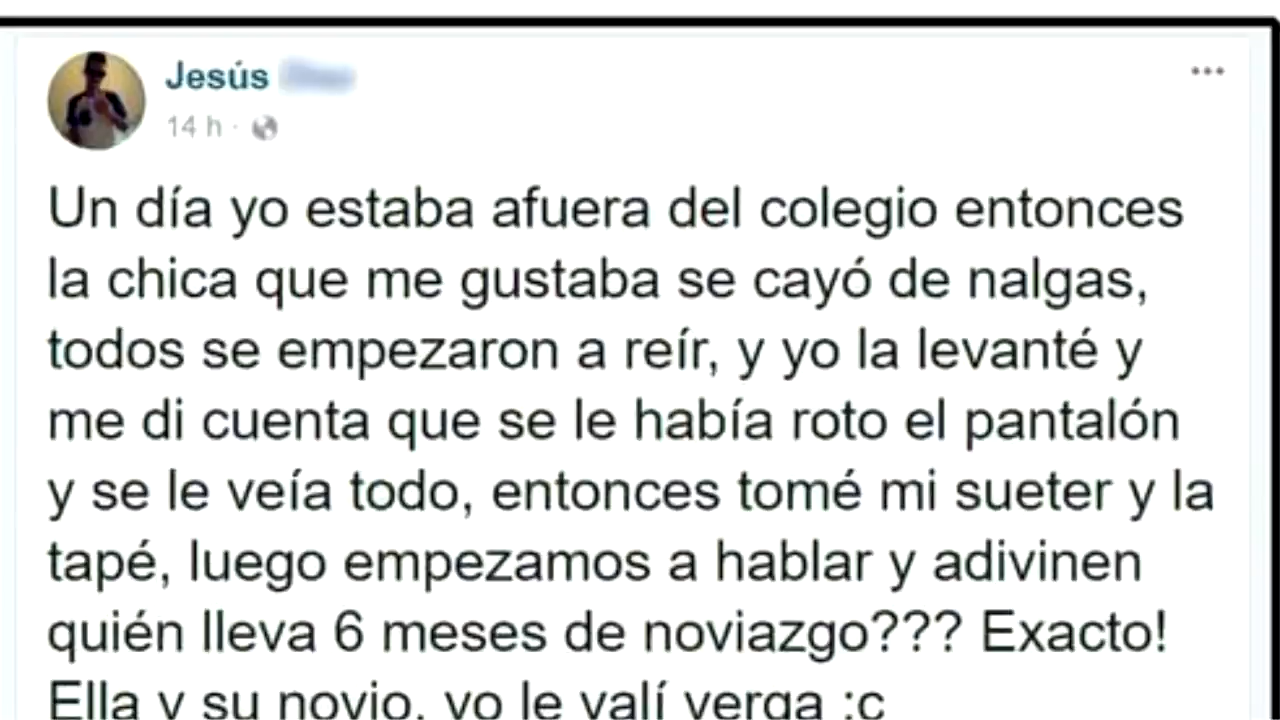 Jesús
14 h ·
Un día yo estaba afuera del colegio entonces
la chica que me gustaba se cayó de nalgas,
todos se empezaron a reír, y yo la levanté y
me di cuenta que se le había roto el pantalón
y se le veía todo, entonces tomé mi sueter y la
tapé, luego empezamos a hablar y adivinen
quién lleva 6 meses de noviazgo??? Exacto!
Ella y su novio, yo le valí verga :c